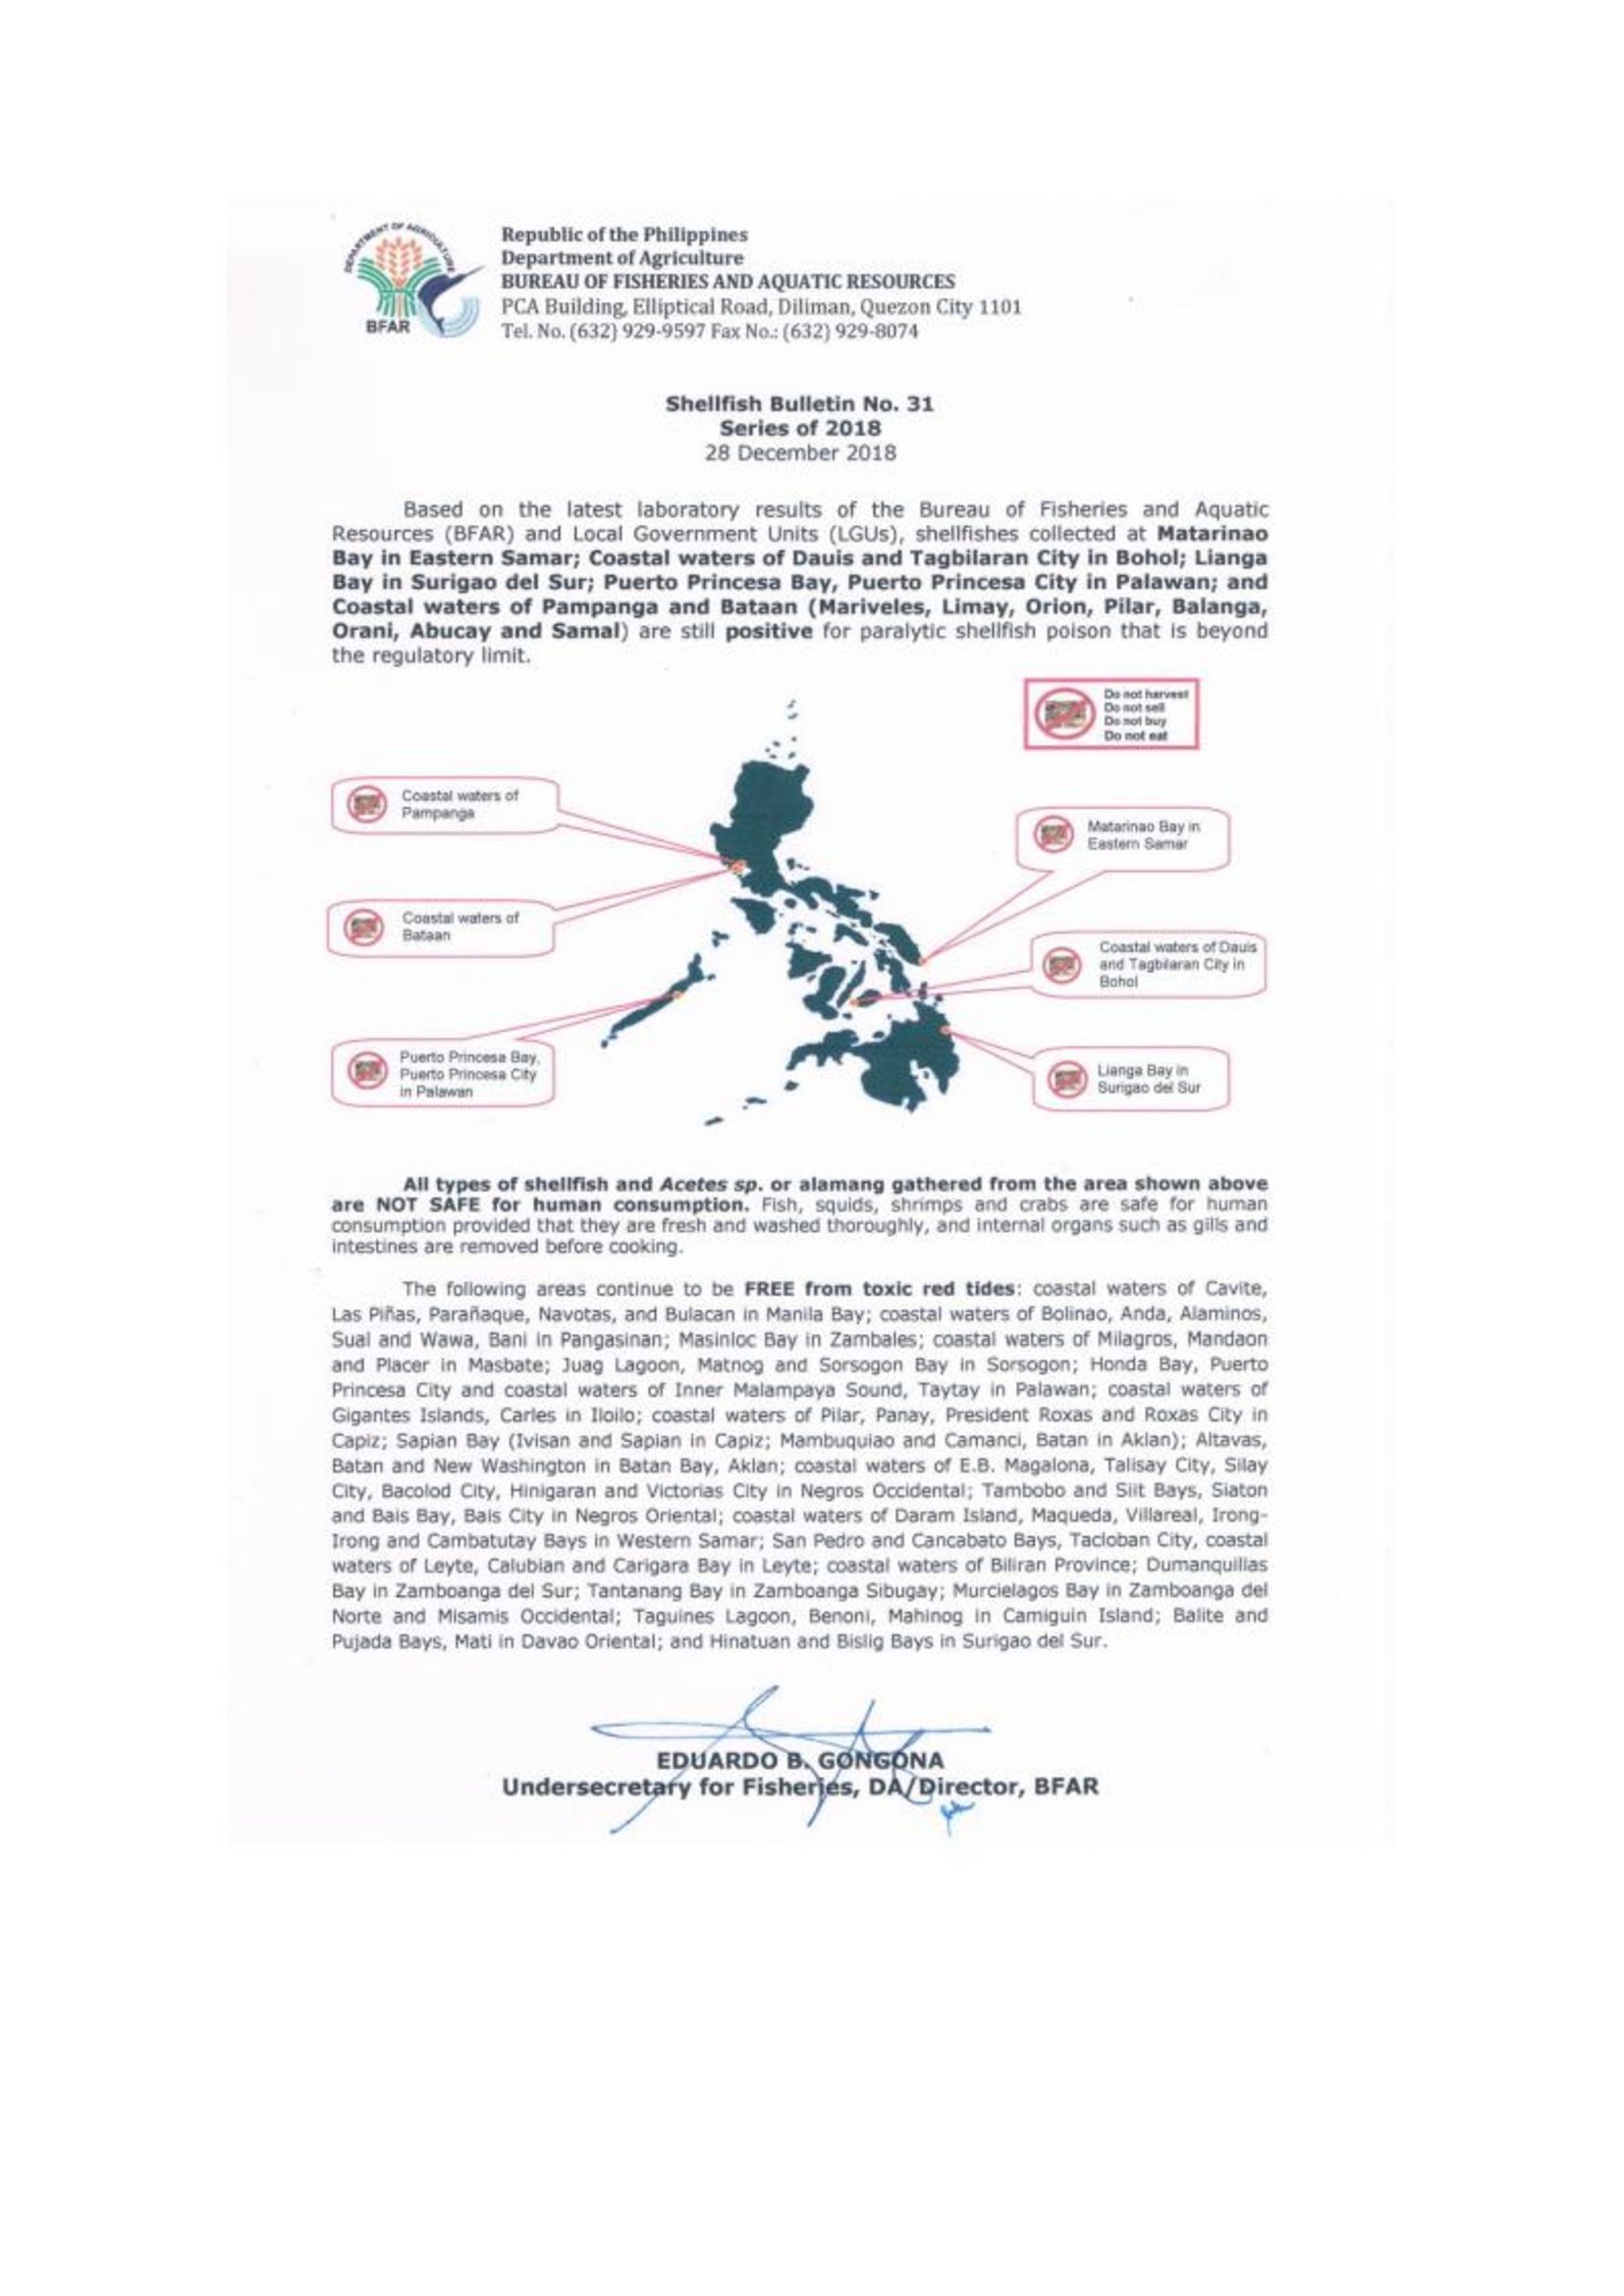 DEPARTMENT OF AGRICULTURE
BFAR
Republic of the Philippines
Department of Agriculture
BUREAU OF FISHERIES AND AQUATIC RESOURCES
PCA Building, Elliptical Road, Diliman, Quezon City 1101
Tel. No. (632) 929-9597 Fax No.: (632) 929-8074
Shellfish Bulletin No. 31
Series of 2018
28 December 2018
Based on the latest laboratory results of the Bureau of Fisheries and Aquatic
Resources (BFAR) and Local Government Units (LGUs), shellfishes collected at Matarinao
Bay in Eastern Samar; Coastal waters of Dauis and Tagbilaran City in Bohol; Lianga
Bay in Surigao del Sur; Puerto Princesa Bay, Puerto Princesa City in Palawan; and
Coastal waters of Pampanga and Bataan (Mariveles, Limay, Orion, Pilar, Balanga,
Orani, Abucay and Samal) are still positive for paralytic shellfish poison that is beyond
the regulatory limit.
Do not harvest
Do not sell
Do not buy
Do not eat
Coastal waters of
Pampanga
Matarinao Bay in
Eastern Samar
Coastal waters of
Bataan
Coastal waters of Dauis
and Tagbilaran City in
Bohol
Puerto Princesa Bay,
Puerto Princesa City
in Palawan
Lianga Bay in
Surigao del Sur
All types of shellfish and Acetes sp. or alamang gathered from the area shown above
are NOT SAFE for human consumption. Fish, squids, shrimps and crabs are safe for human
consumption provided that they are fresh and washed thoroughly, and internal organs such as gills and
intestines are removed before cooking.
The following areas continue to be FREE from toxic red tides: coastal waters of Cavite,
Las Piñas, Parañaque, Navotas, and Bulacan in Manila Bay; coastal waters of Bolinao, Anda, Alaminos,
Sual and Wawa, Bani in Pangasinan; Masinloc Bay in Zambales; coastal waters of Milagros, Mandaon
and Placer in Masbate; Juag Lagoon, Matnog and Sorsogon Bay in Sorsogon; Honda Bay, Puerto
Princesa City and coastal waters of Inner Malampaya Sound, Taytay in Palawan; coastal waters of
Gigantes Islands, Carles in Iloilo; coastal waters of Pilar, Panay, President Roxas and Roxas City in
Capiz; Sapian Bay (Ivisan and Sapian in Capiz; Mambuquiao and Camanci, Batan in Aklan); Altavas,
Batan and New Washington in Batan Bay, Aklan; coastal waters of E.B. Magalona, Talisay City, Silay
City, Bacolod City, Hinigaran and Victorias City in Negros Occidental; Tambobo and Siit Bays, Siaton
and Bais Bay, Bais City in Negros Oriental; coastal waters of Daram Island, Maqueda, Villareal, Irong-
Irong and Cambatutay Bays in Western Samar; San Pedro and Cancabato Bays, Tacloban City, coastal
waters of Leyte, Calubian and Carigara Bay in Leyte; coastal waters of Biliran Province; Dumanquillas
Bay in Zamboanga del Sur; Tantanang Bay in Zamboanga Sibugay; Murcielagos Bay in Zamboanga del
Norte and Misamis Occidental; Taguines Lagoon, Benoni, Mahinog in Camiguin Island; Balite and
Pujada Bays, Mati in Davao Oriental; and Hinatuan and Bislig Bays in Surigao del Sur.
EDUARDO B. GONGONA
Undersecretary for Fisheries, DA/Director, BFAR